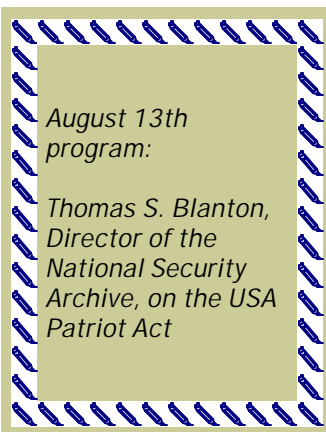 August 13th
program:
Thomas S. Blanton,
Director of the
National Security
Archive, on the USA
Patriot Act